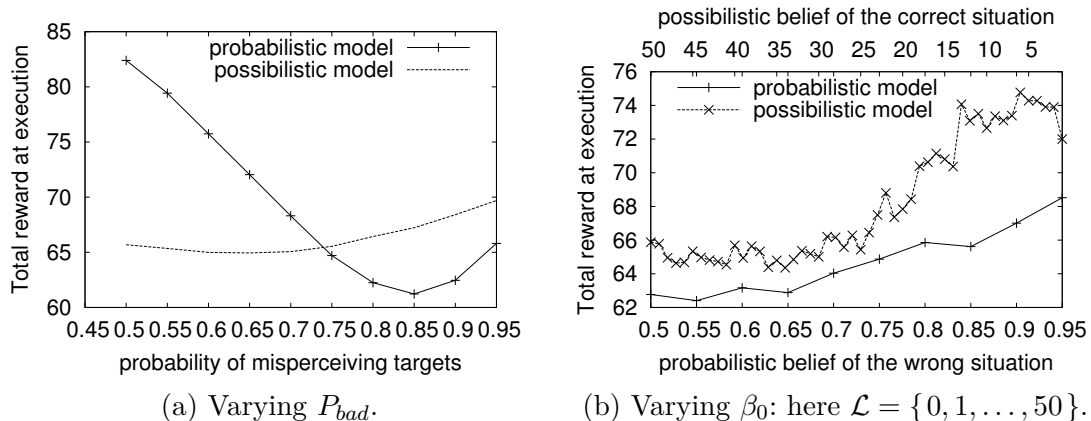 85
80
75
70
65
60
Total reward at execution
probabilistic model
possibilistic model
0.45 0.5 0.55 0.6 0.65 0.7 0.75 0.8 0.85 0.9 0.95
probability of misperceiving targets
(a) Varying P_bad.
possibilistic belief of the correct situation
50 45 40 35 30 25 20 15 10 5
76
74
72
70
68
66
64
62
Total reward at execution
probabilistic model
possibilistic model
0.5 0.55 0.6 0.65 0.7 0.75 0.8 0.85 0.9 0.95
probabilistic belief of the wrong situation
(b) Varying β₀: here ℒ = { 0, 1, . . . , 50 }.